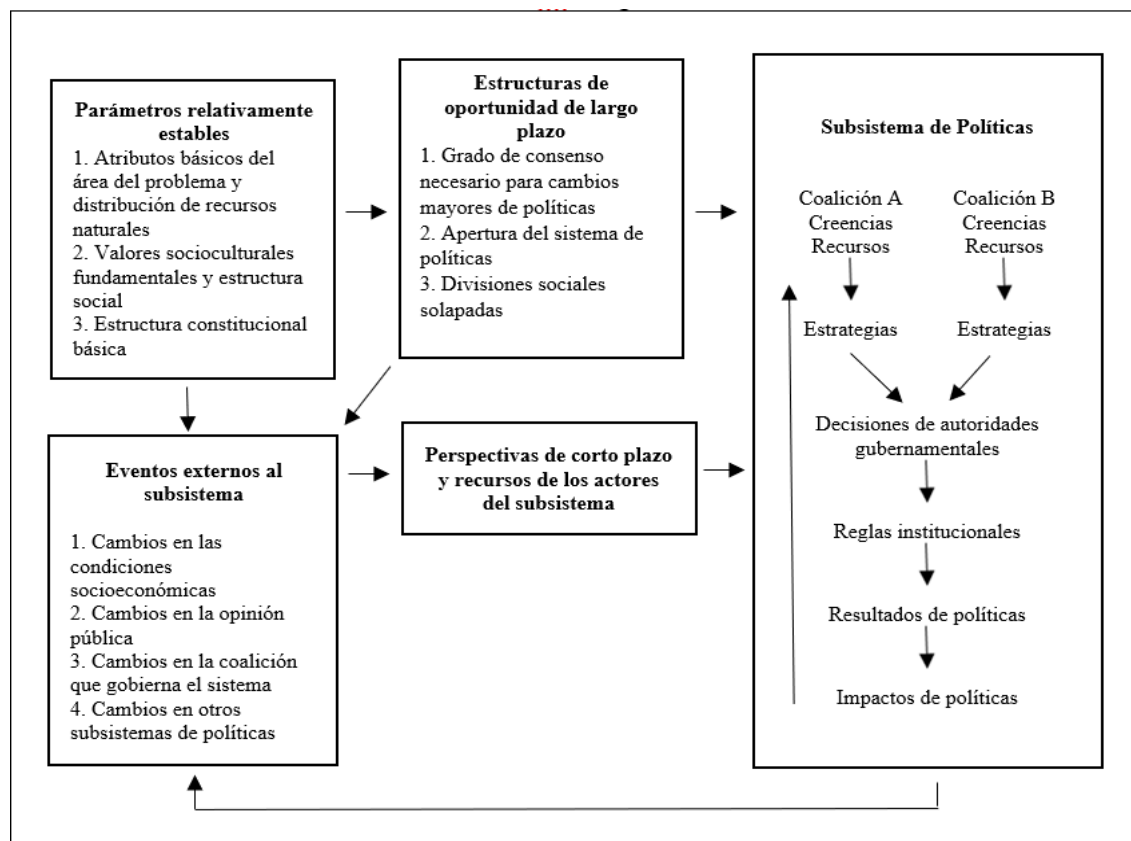 Parámetros relativamente
estables
1. Atributos básicos del
área del problema y
distribución de recursos
naturales
2. Valores socioculturales
fundamentales y estructura
social
3. Estructura constitucional
básica
Estructuras de
oportunidad de largo
plazo
1. Grado de consenso
necesario para cambios
mayores de políticas
2. Apertura del sistema de
políticas
3. Divisiones sociales
solapadas
Eventos externos al
subsistema
1. Cambios en las
condiciones
socioeconómicas
2. Cambios en la opinión
pública
3. Cambios en la coalición
que gobierna el sistema
4. Cambios en otros
subsistemas de políticas
Perspectivas de corto plazo
y recursos de los actores
del subsistema
Subsistema de Políticas
Coalición A
Creencias
Recursos
Coalición B
Creencias
Recursos
Estrategias
Estrategias
Decisiones de autoridades
gubernamentales
Reglas institucionales
Resultados de políticas
Impactos de políticas